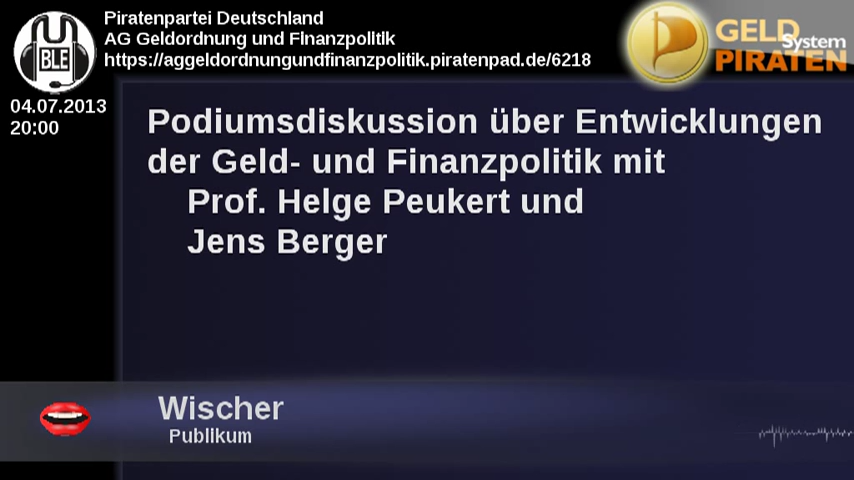 Piratenpartei Deutschland
AG Geldordnung und Finanzpolitik
https://aggeldordnungundfinanzpolitik.piratenpad.de/6218
BLE
GELD
System
PIRATEN
04.07.2013
20:00
Podiumsdiskussion über Entwicklungen
der Geld- und Finanzpolitik mit
Prof. Helge Peukert und
Jens Berger
Wischer
Publikum